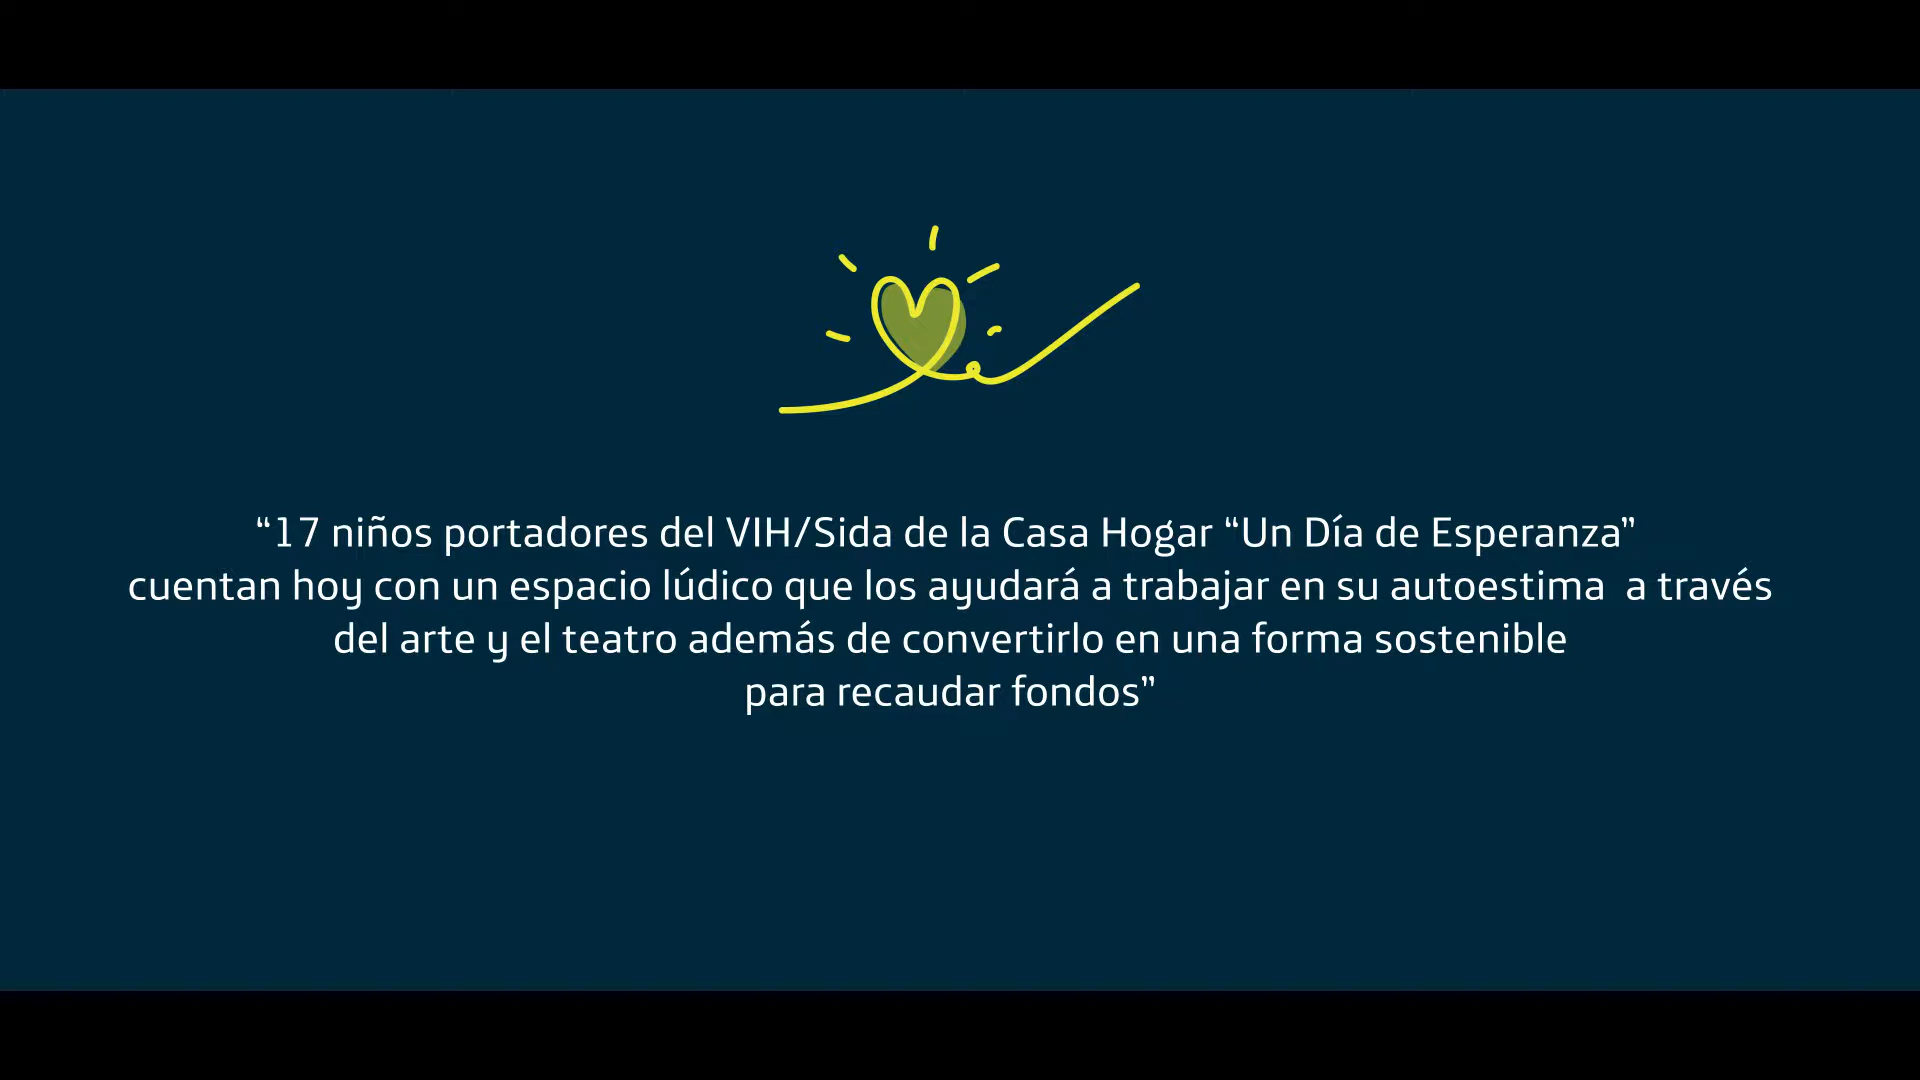 “17 niños portadores del VIH/Sida de la Casa Hogar “Un Día de Esperanza”
cuentan hoy con un espacio lúdico que los ayudará a trabajar en su autoestima  a través
del arte y el teatro además de convertirlo en una forma sostenible
para recaudar fondos”